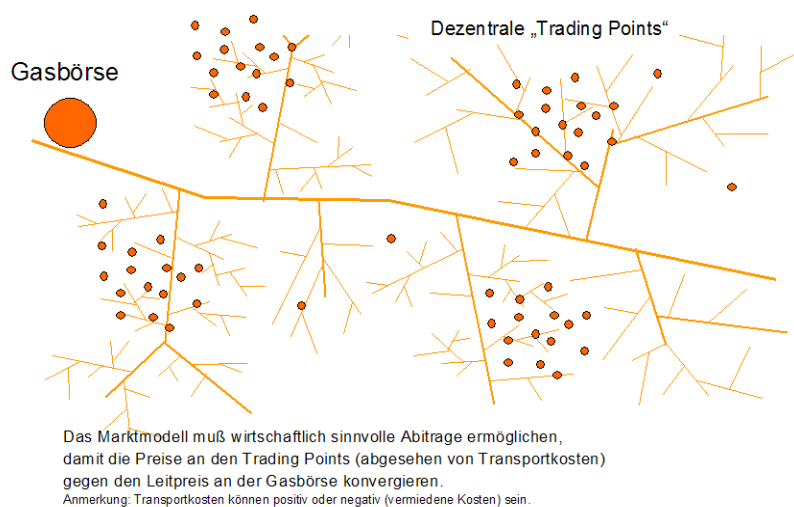 Dezentrale „Trading Points“
Gasbörse
Das Marktmodell muß wirtschaftlich sinnvolle Abitrage ermöglichen,
damit die Preise an den Trading Points (abgesehen von Transportkosten)
gegen den Leitpreis an der Gasbörse konvergieren.
Anmerkung: Transportkosten können positiv oder negativ (vermiedene Kosten) sein.